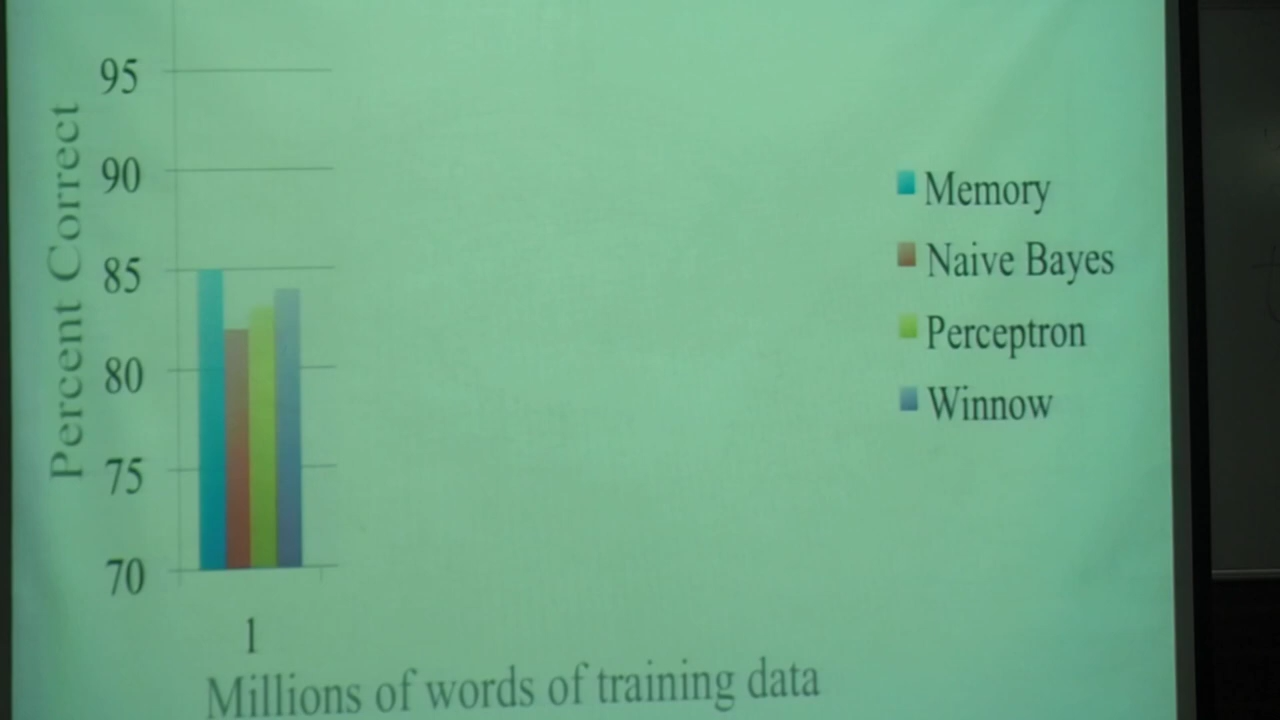 95
90
85
80
75
70
Percent Correct
1
Millions of words of training data
Memory
Naive Bayes
Perceptron
Winnow